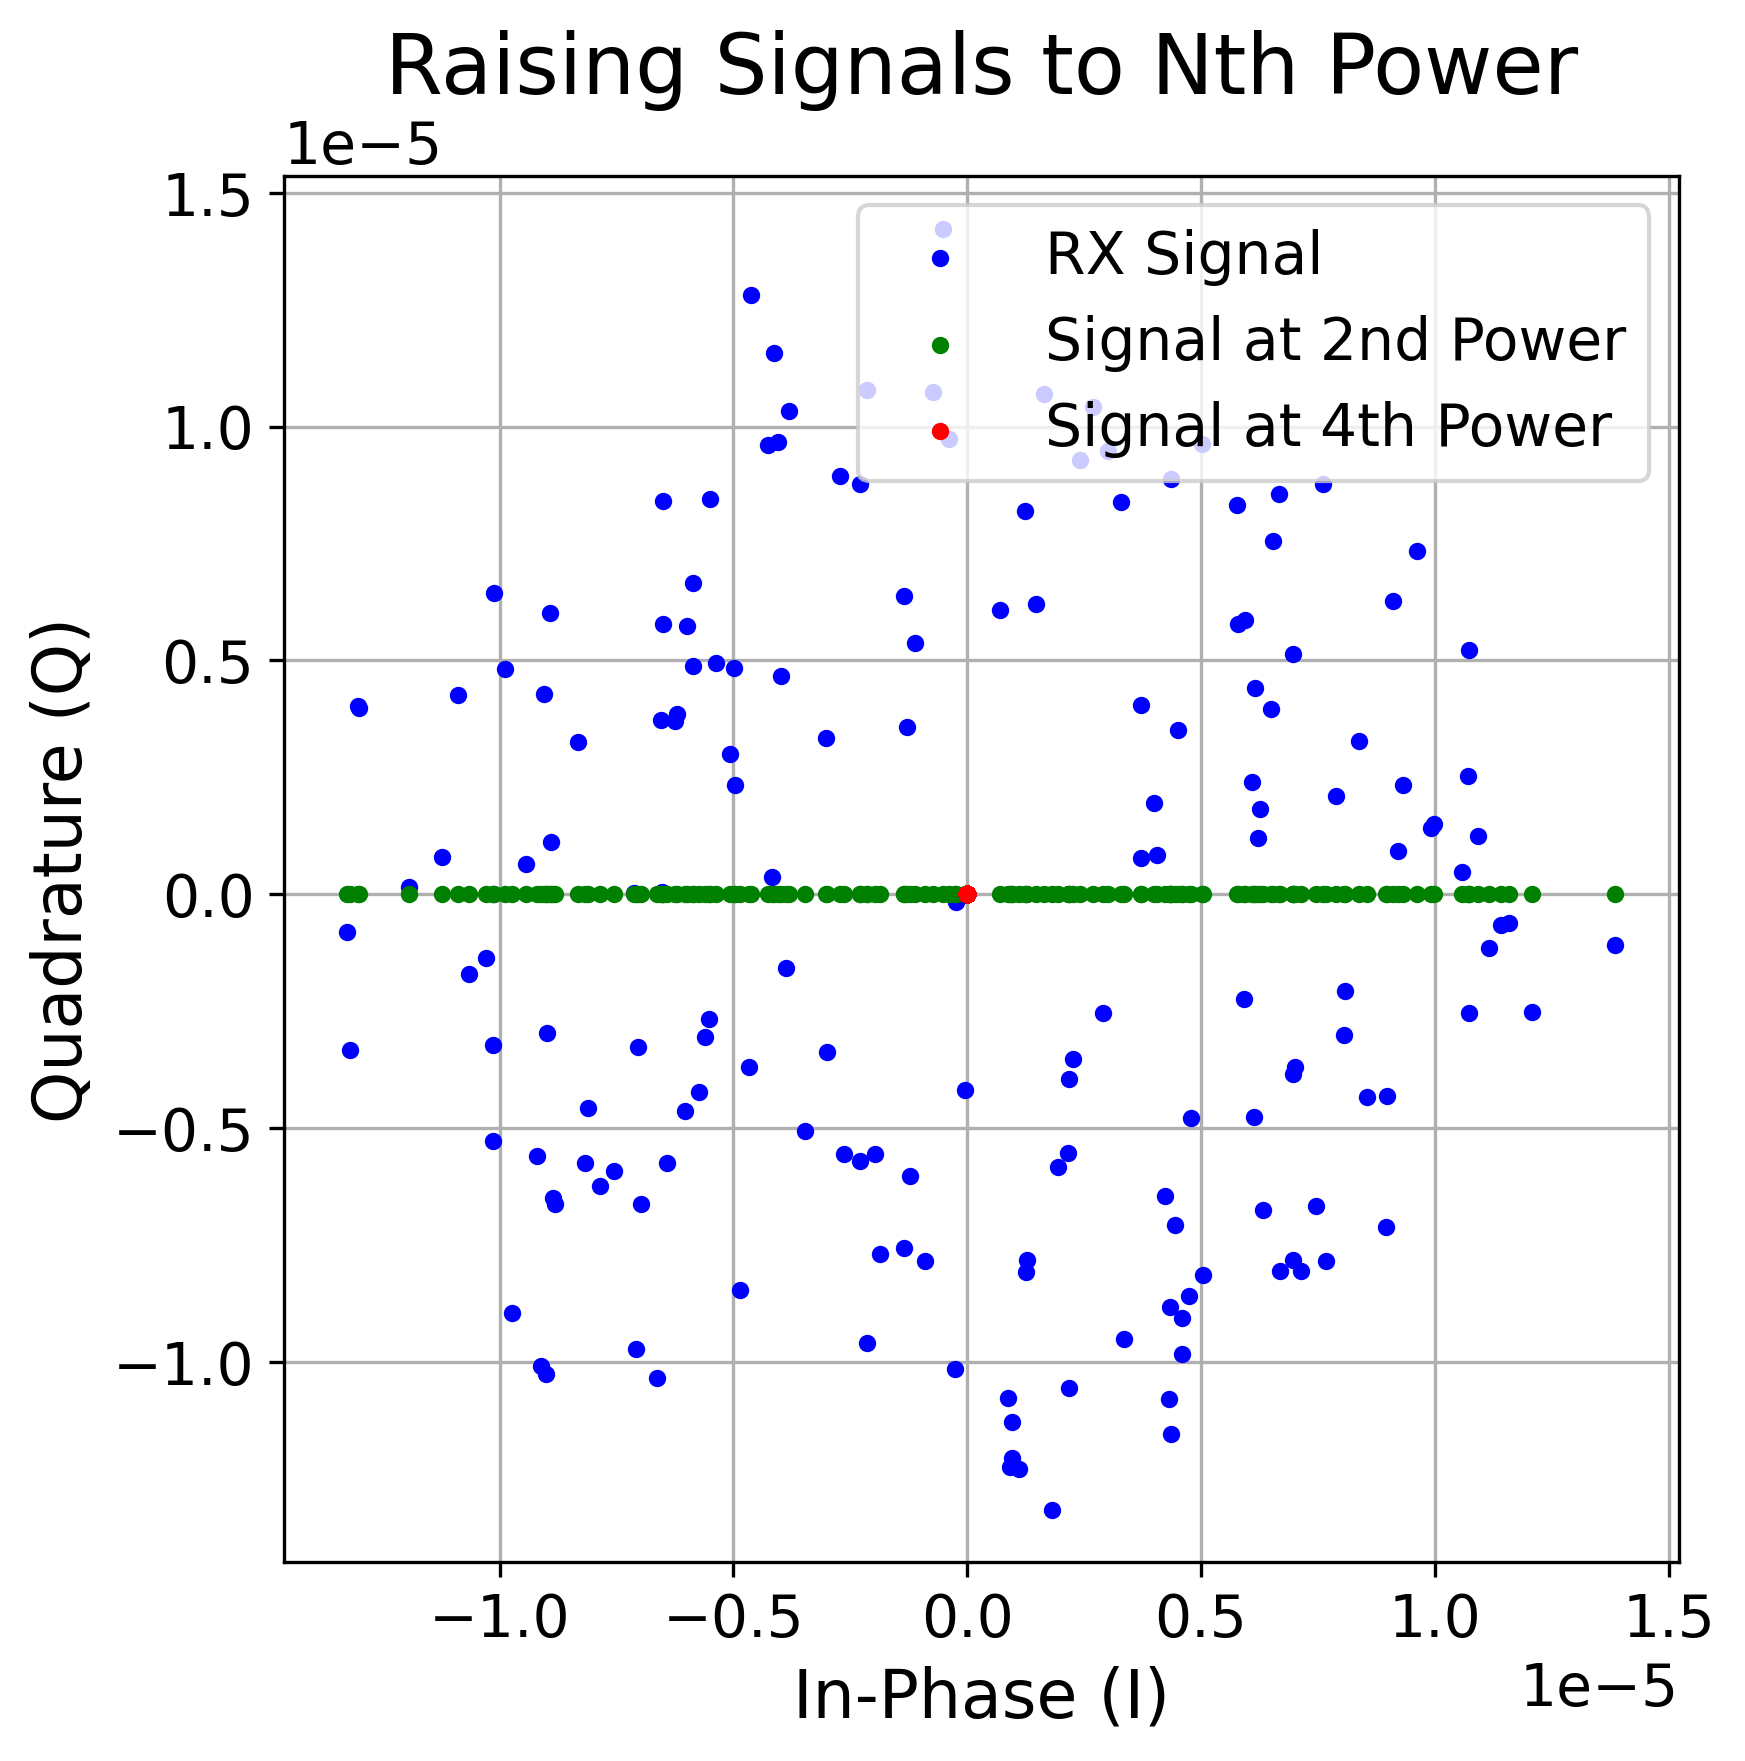 Raising Signals to Nth Power
1e−5
RX Signal
Signal at 2nd Power
Signal at 4th Power
1.5
1.0
0.5
0.0
−0.5
−1.0
Quadrature (Q)
−1.0 −0.5 0.0 0.5 1.0 1.5
1e−5
In-Phase (I)